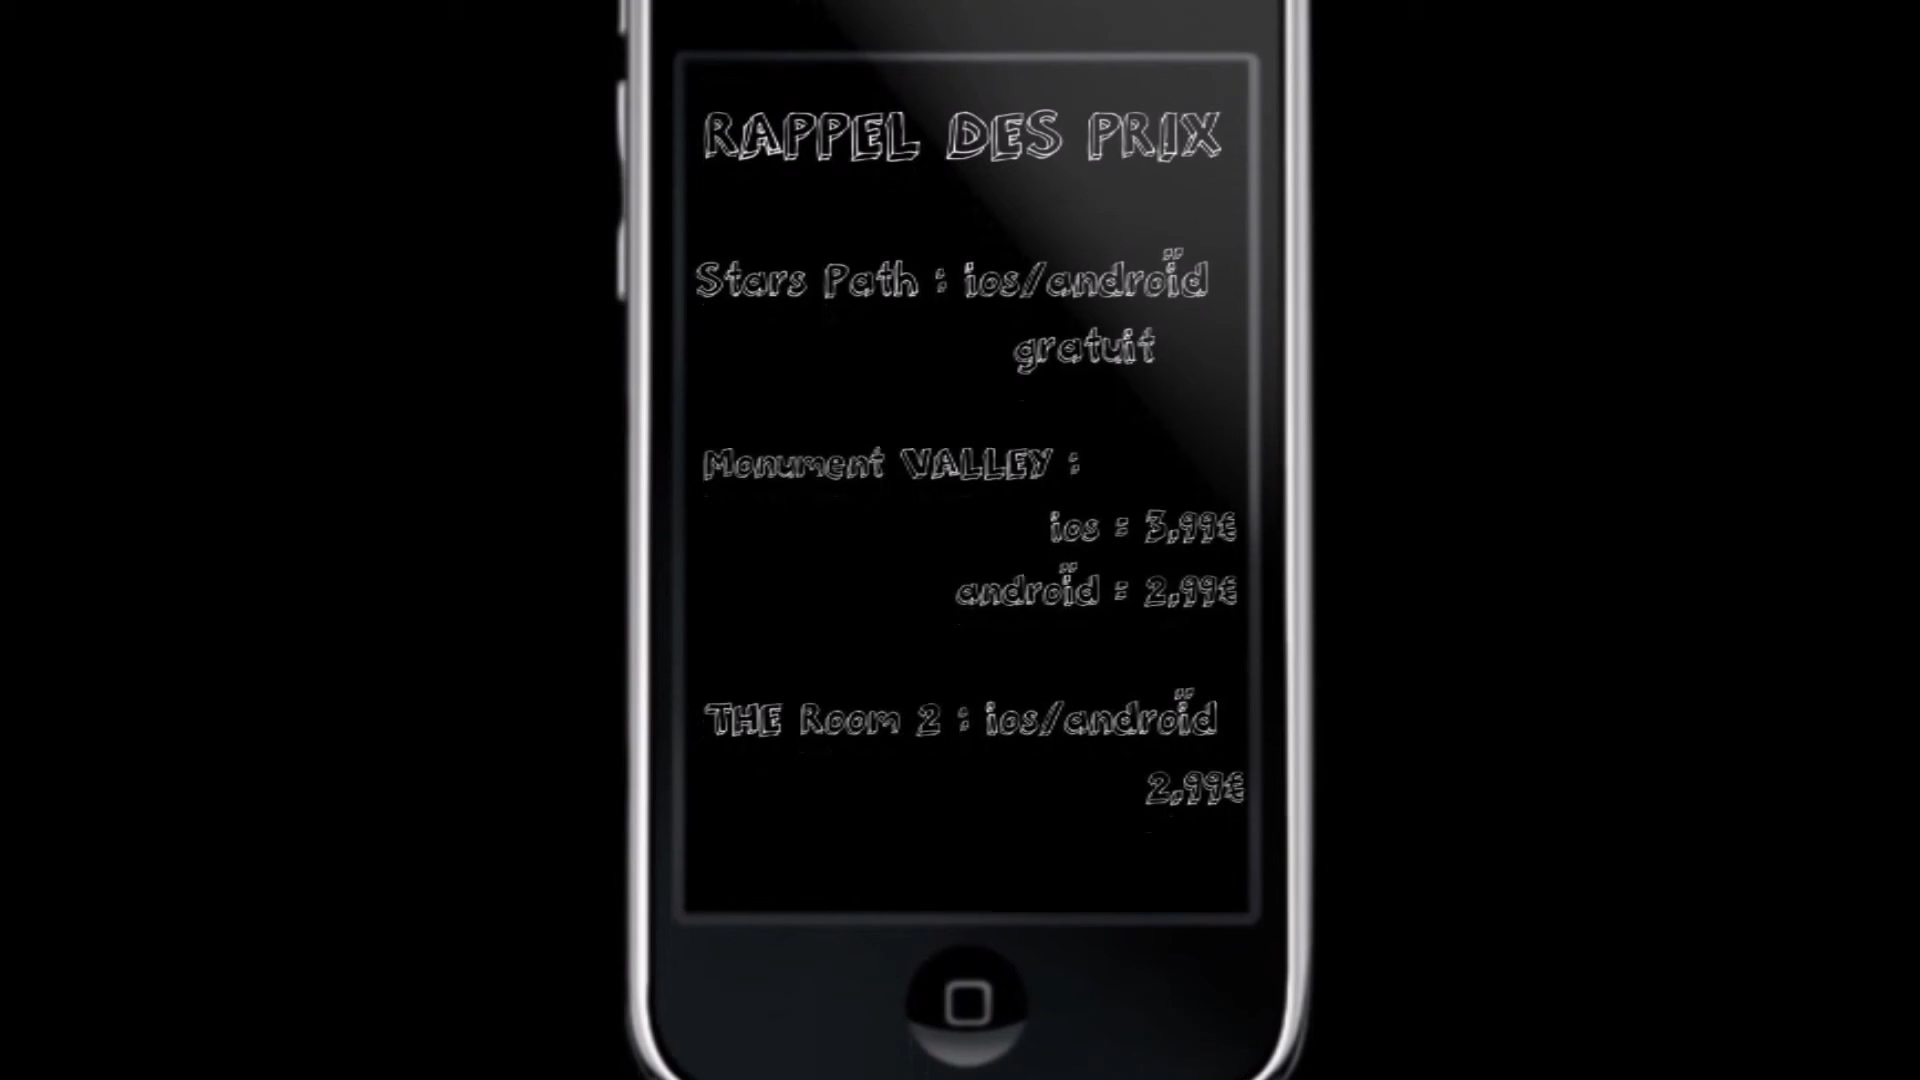 RAPPEL DES PRIX
Stars Path : ios/androïd
gratuit
Monument VALLEY :
ios : 3,99€
androïd : 2,99€
THE Room 2 : ios/androïd
2,99€